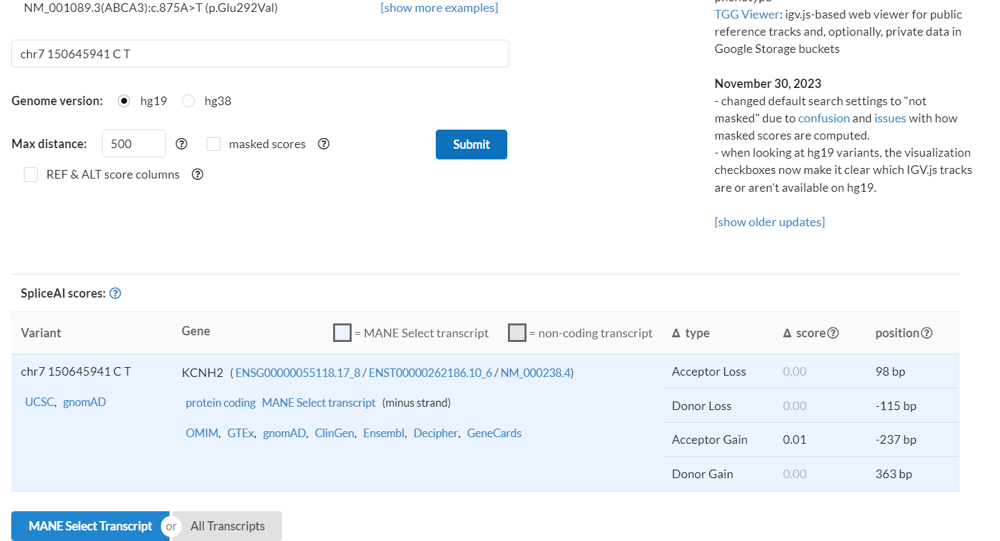 NM_001089.3(ABCA3):c.875A>T (p.Glu292Val)
[show more examples]
chr7 150645941 C T
Genome version:
hg19
hg38
Max distance:
500
masked scores
Submit
REF & ALT score columns
TGG Viewer: igv.js-based web viewer for public
reference tracks and, optionally, private data in
Google Storage buckets
November 30, 2023
- changed default search settings to "not
masked" due to confusion and issues with how
masked scores are computed.
- when looking at hg19 variants, the visualization
checkboxes now make it clear which IGV.js tracks
are or aren't available on hg19.
[show older updates]
SpliceAI scores:
Variant
Gene
= MANE Select transcript
= non-coding transcript
Δ type
Δ score
position
chr7 150645941 C T
UCSC, gnomAD
KCNH2 ( ENSG00000055118.17_8 / ENST00000262186.10_6 / NM_000238.4)
protein coding MANE Select transcript (minus strand)
OMIM, GTEx, gnomAD, ClinGen, Ensembl, Decipher, GeneCards
Acceptor Loss 0.00 98 bp
Donor Loss 0.00 -115 bp
Acceptor Gain 0.01 -237 bp
Donor Gain 0.00 363 bp
MANE Select Transcript or All Transcripts